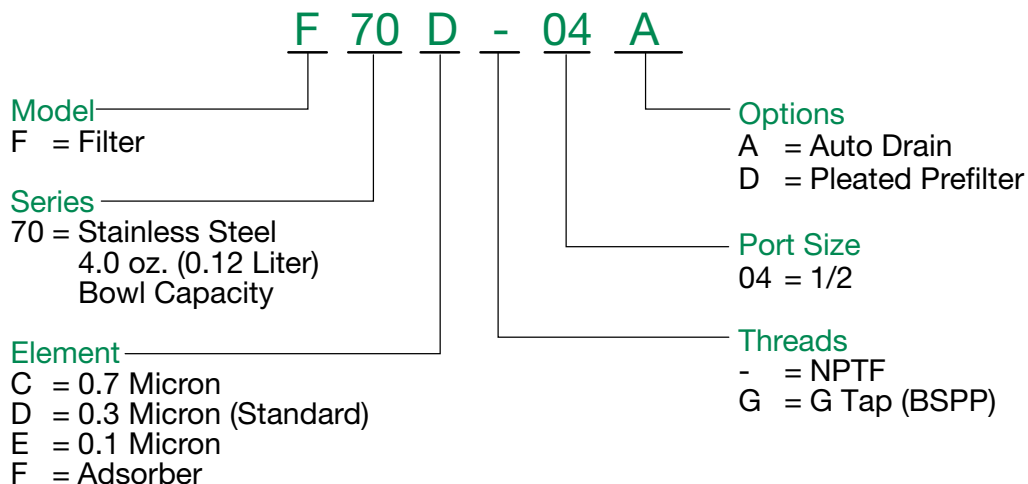 F 70 D - 04 A
Model
F = Filter
Series
70 = Stainless Steel
4.0 oz. (0.12 Liter)
Bowl Capacity
Element
C = 0.7 Micron
D = 0.3 Micron (Standard)
E = 0.1 Micron
F = Adsorber
Options
A = Auto Drain
D = Pleated Prefilter
Port Size
04 = 1/2
Threads
- = NPTF
G = G Tap (BSPP)